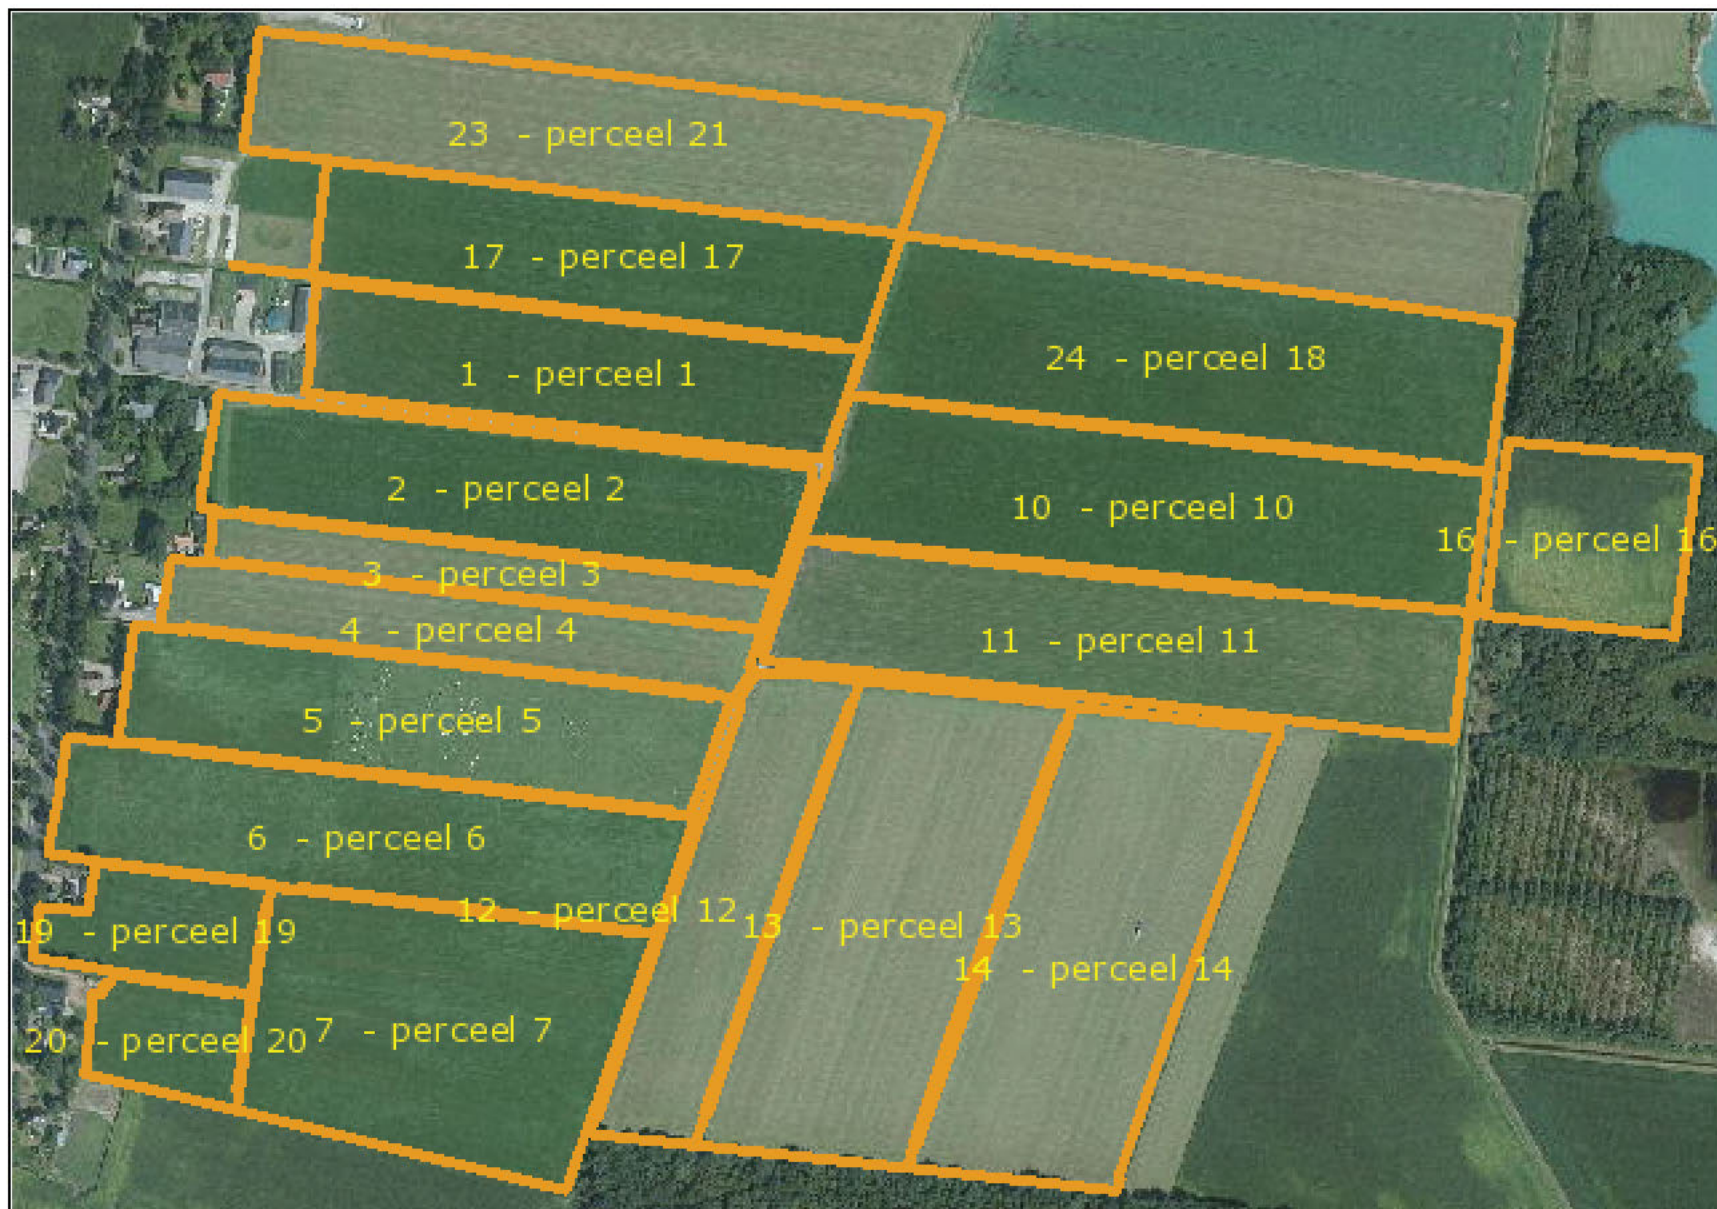 23 - perceel 21
17 - perceel 17
24 - perceel 18
1 - perceel 1
2 - perceel 2
10 - perceel 10
16 - perceel 16
3 - perceel 3
4 - perceel 4
11 - perceel 11
5 - perceel 5
6 - perceel 6
12 - perceel 12
13 - perceel 13
19 - perceel 19
14 - perceel 14
7 - perceel 7
20 - perceel 20